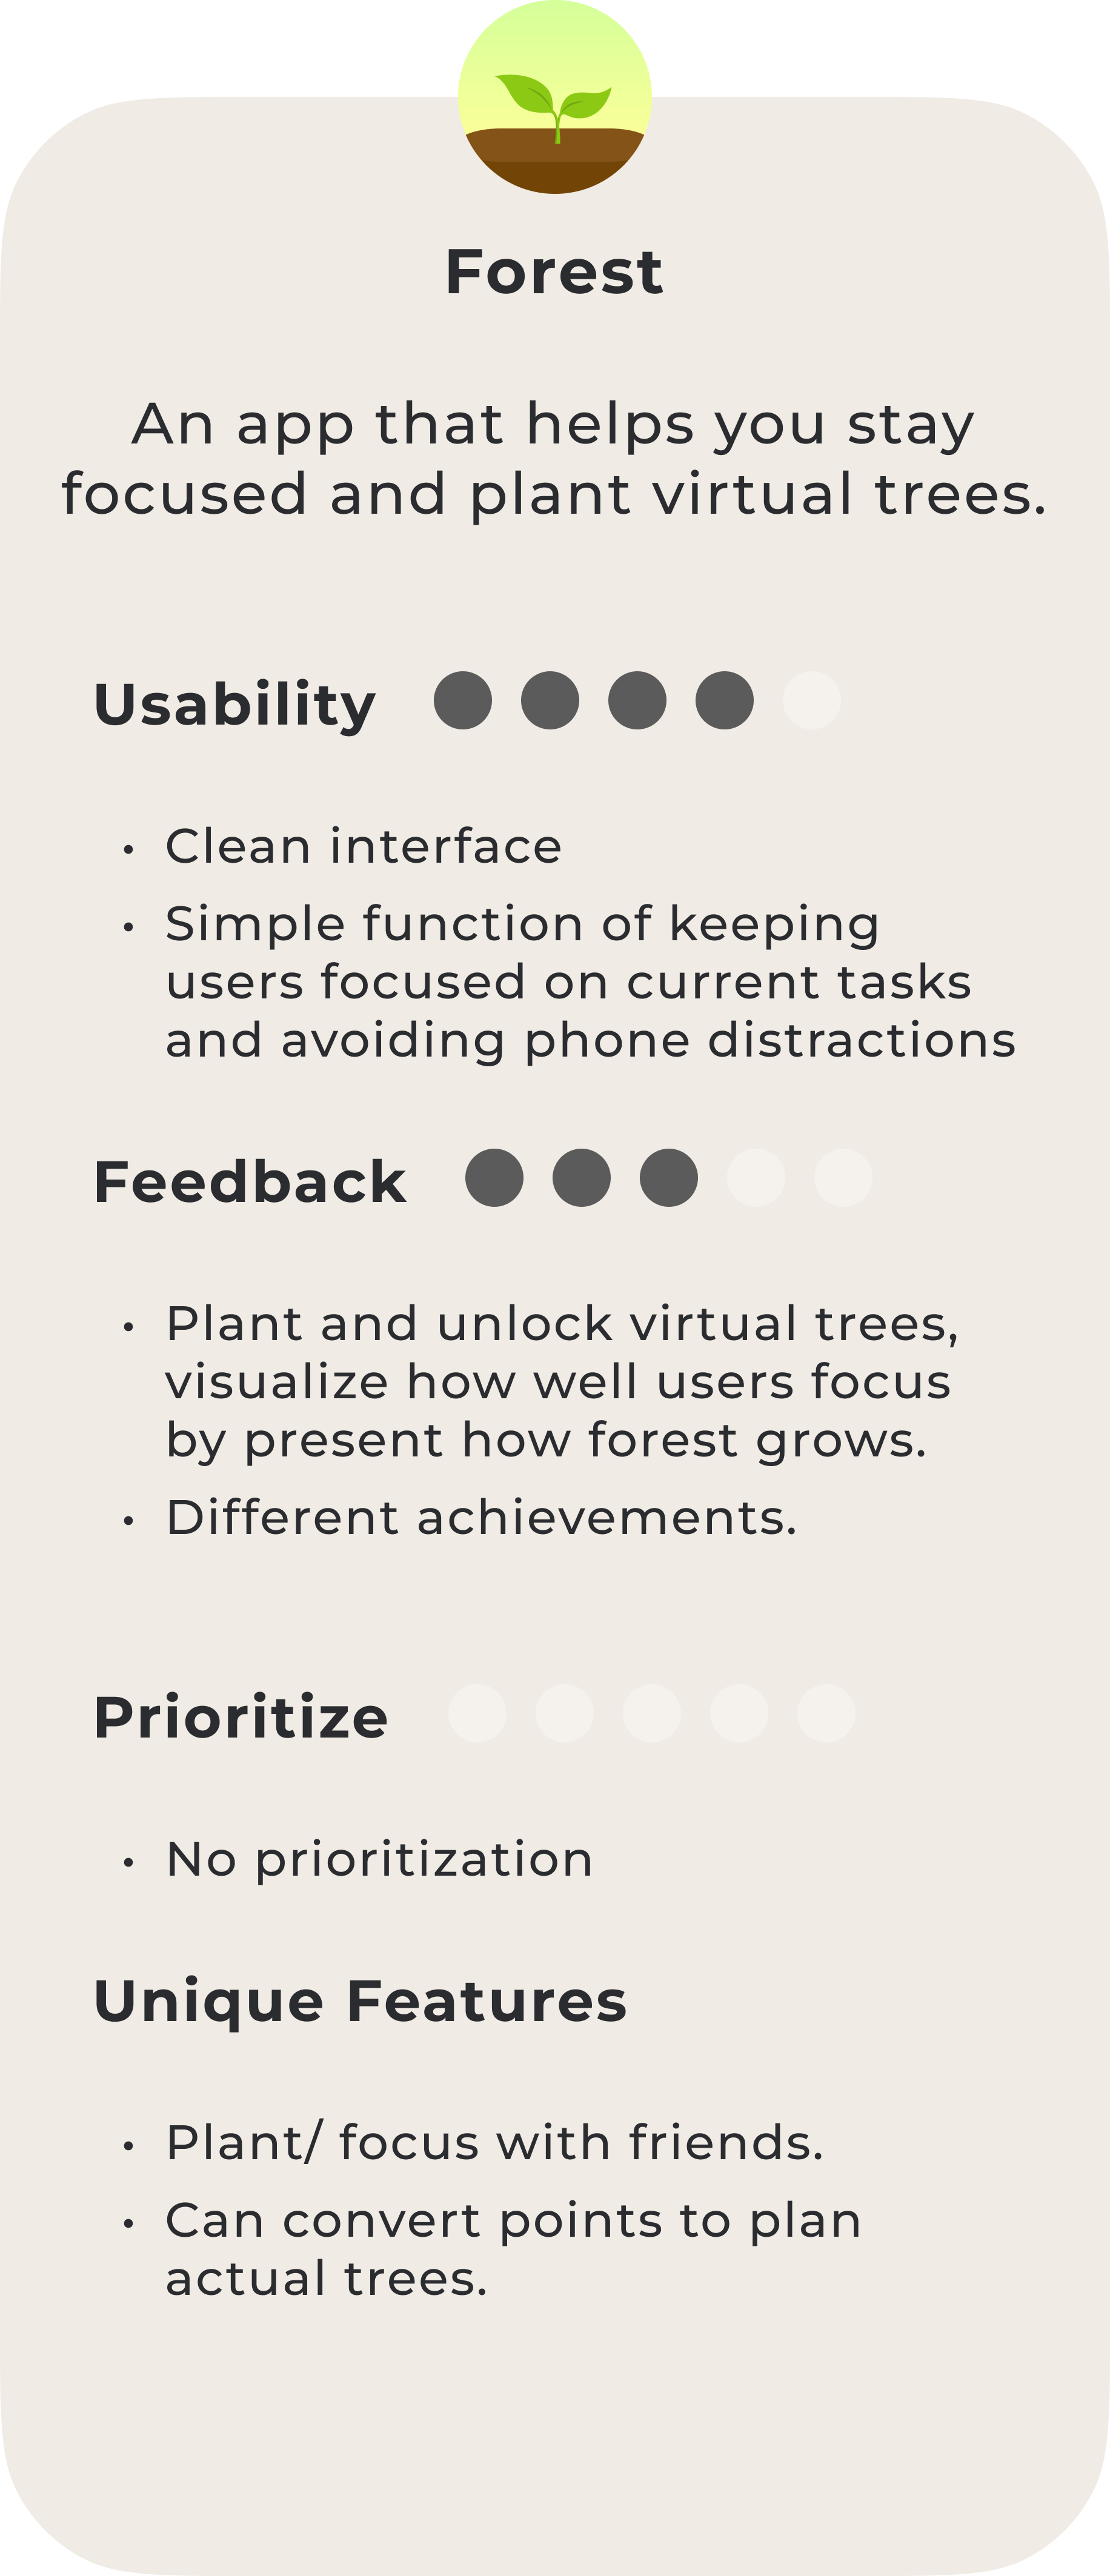 Forest
An app that helps you stay
focused and plant virtual trees.
Usability
• Clean interface
• Simple function of keeping
users focused on current tasks
and avoiding phone distractions
Feedback
• Plant and unlock virtual trees,
visualize how well users focus
by present how forest grows.
• Different achievements.
Prioritize
• No prioritization
Unique Features
• Plant/ focus with friends.
• Can convert points to plan
actual trees.